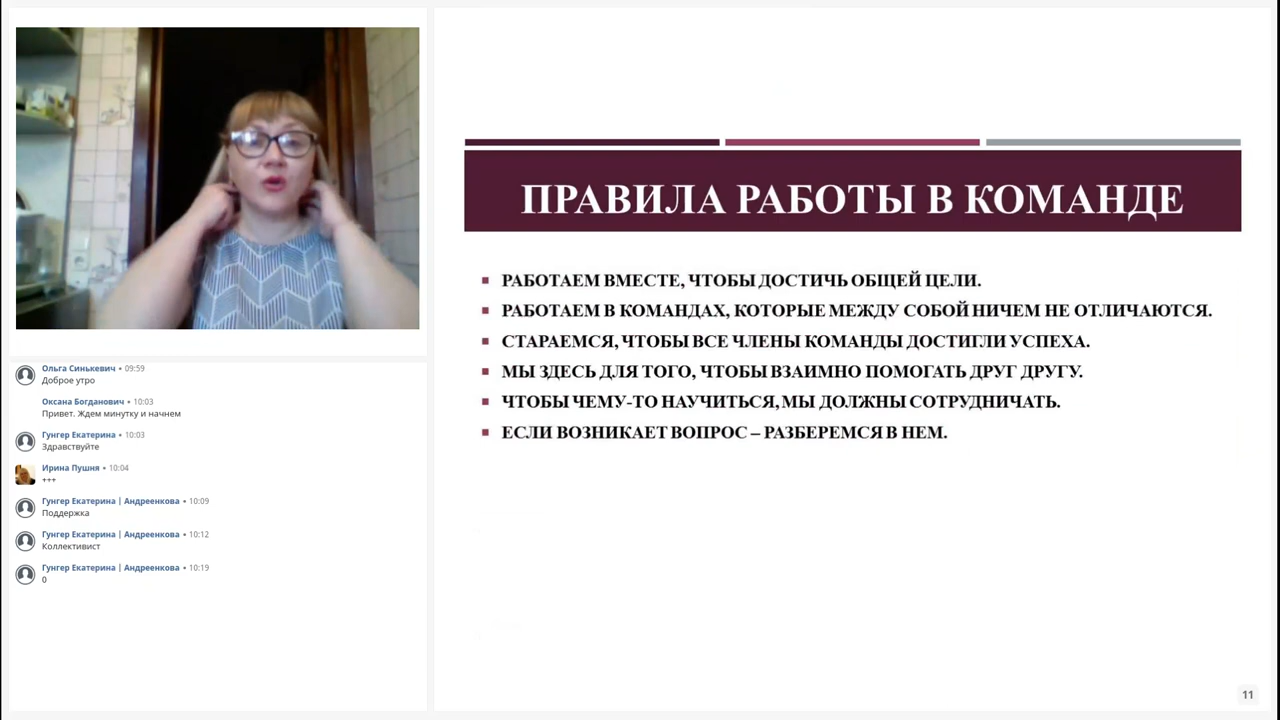 ПРАВИЛА РАБОТЫ В КОМАНДЕ
▪ РАБОТАЕМ ВМЕСТЕ, ЧТОБЫ ДОСТИЧЬ ОБЩЕЙ ЦЕЛИ.
▪ РАБОТАЕМ В КОМАНДАХ, КОТОРЫЕ МЕЖДУ СОБОЙ НИЧЕМ НЕ ОТЛИЧАЮТСЯ.
▪ СТАРАЕМСЯ, ЧТОБЫ ВСЕ ЧЛЕНЫ КОМАНДЫ ДОСТИГЛИ УСПЕХА.
▪ МЫ ЗДЕСЬ ДЛЯ ТОГО, ЧТОБЫ ВЗАИМНО ПОМОГАТЬ ДРУГ ДРУГУ.
▪ ЧТОБЫ ЧЕМУ-ТО НАУЧИТЬСЯ, МЫ ДОЛЖНЫ СОТРУДНИЧАТЬ.
▪ ЕСЛИ ВОЗНИКАЕТ ВОПРОС – РАЗБЕРЕМСЯ В НЕМ.
11
Ольга Синькевич • 09:59
Доброе утро
Оксана Богданович • 10:03
Привет. Ждем минутку и начнем
Гунгер Екатерина • 10:03
Здравствуйте
Ирина Пушня • 10:04
+++
Гунгер Екатерина | Андреенкова • 10:09
Поддержка
Гунгер Екатерина | Андреенкова • 10:12
Коллективист
Гунгер Екатерина | Андреенкова • 10:19
0